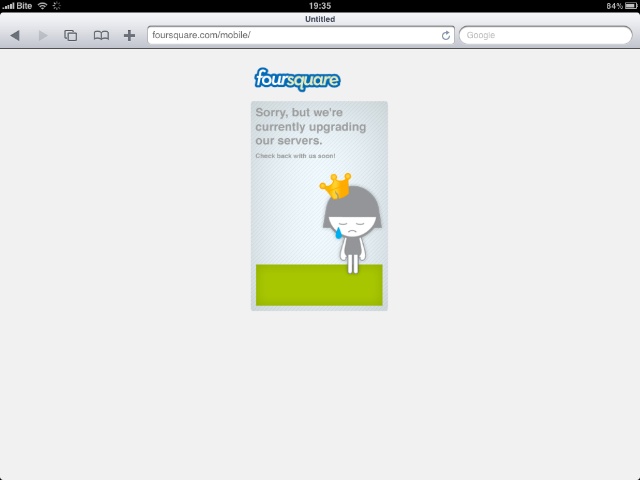 Bite
19:35
84%
Untitled
foursquare.com/mobile/
Google
foursquare
Sorry, but we're
currently upgrading
our servers.
Check back with us soon!